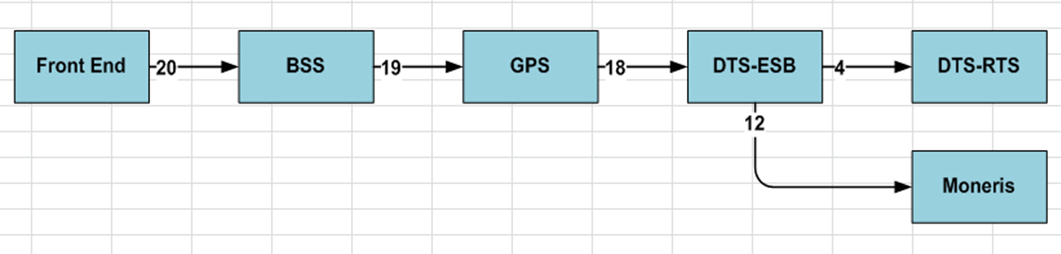 Front End 20 BSS 19 GPS 18 DTS-ESB 4 DTS-RTS
12
Moneris